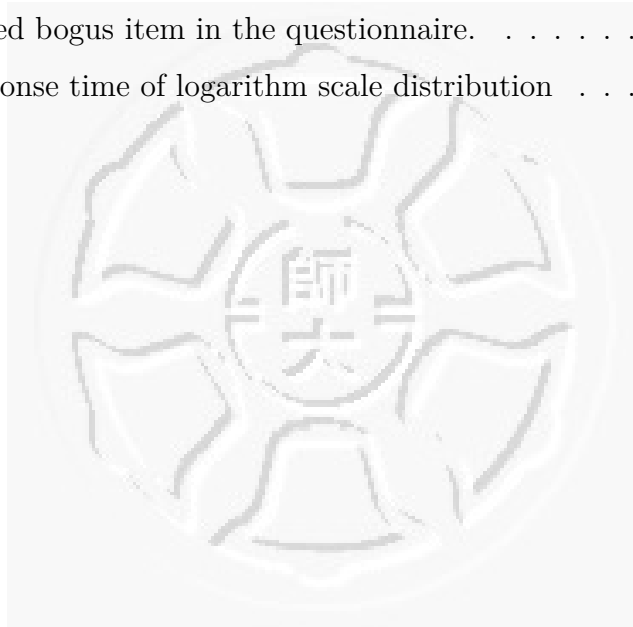 ed bogus item in the questionnaire. . . . . . .
onse time of logarithm scale distribution . . .
師
大